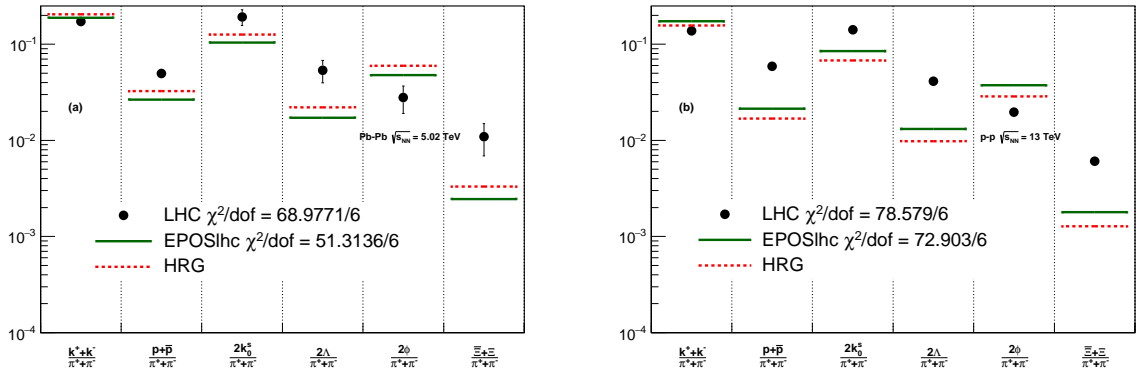 10⁻¹
10⁻²
10⁻³
10⁻⁴
(a)
Pb-Pb √s_NN = 5.02 TeV
LHC χ²/dof = 68.9771/6
EPOSlhc χ²/dof = 51.3136/6
HRG
k⁺+k⁻
π⁺+π⁻
p+p̅
π⁺+π⁻
2k₀ˢ
π⁺+π⁻
2Λ
π⁺+π⁻
2ϕ
π⁺+π⁻
Ξ̅+Ξ
π⁺+π⁻
10⁻¹
10⁻²
10⁻³
10⁻⁴
(b)
p-p √s_NN = 13 TeV
LHC χ²/dof = 78.579/6
EPOSlhc χ²/dof = 72.903/6
HRG
k⁺+k⁻
π⁺+π⁻
p+p̅
π⁺+π⁻
2k₀ˢ
π⁺+π⁻
2Λ
π⁺+π⁻
2ϕ
π⁺+π⁻
Ξ̅+Ξ
π⁺+π⁻